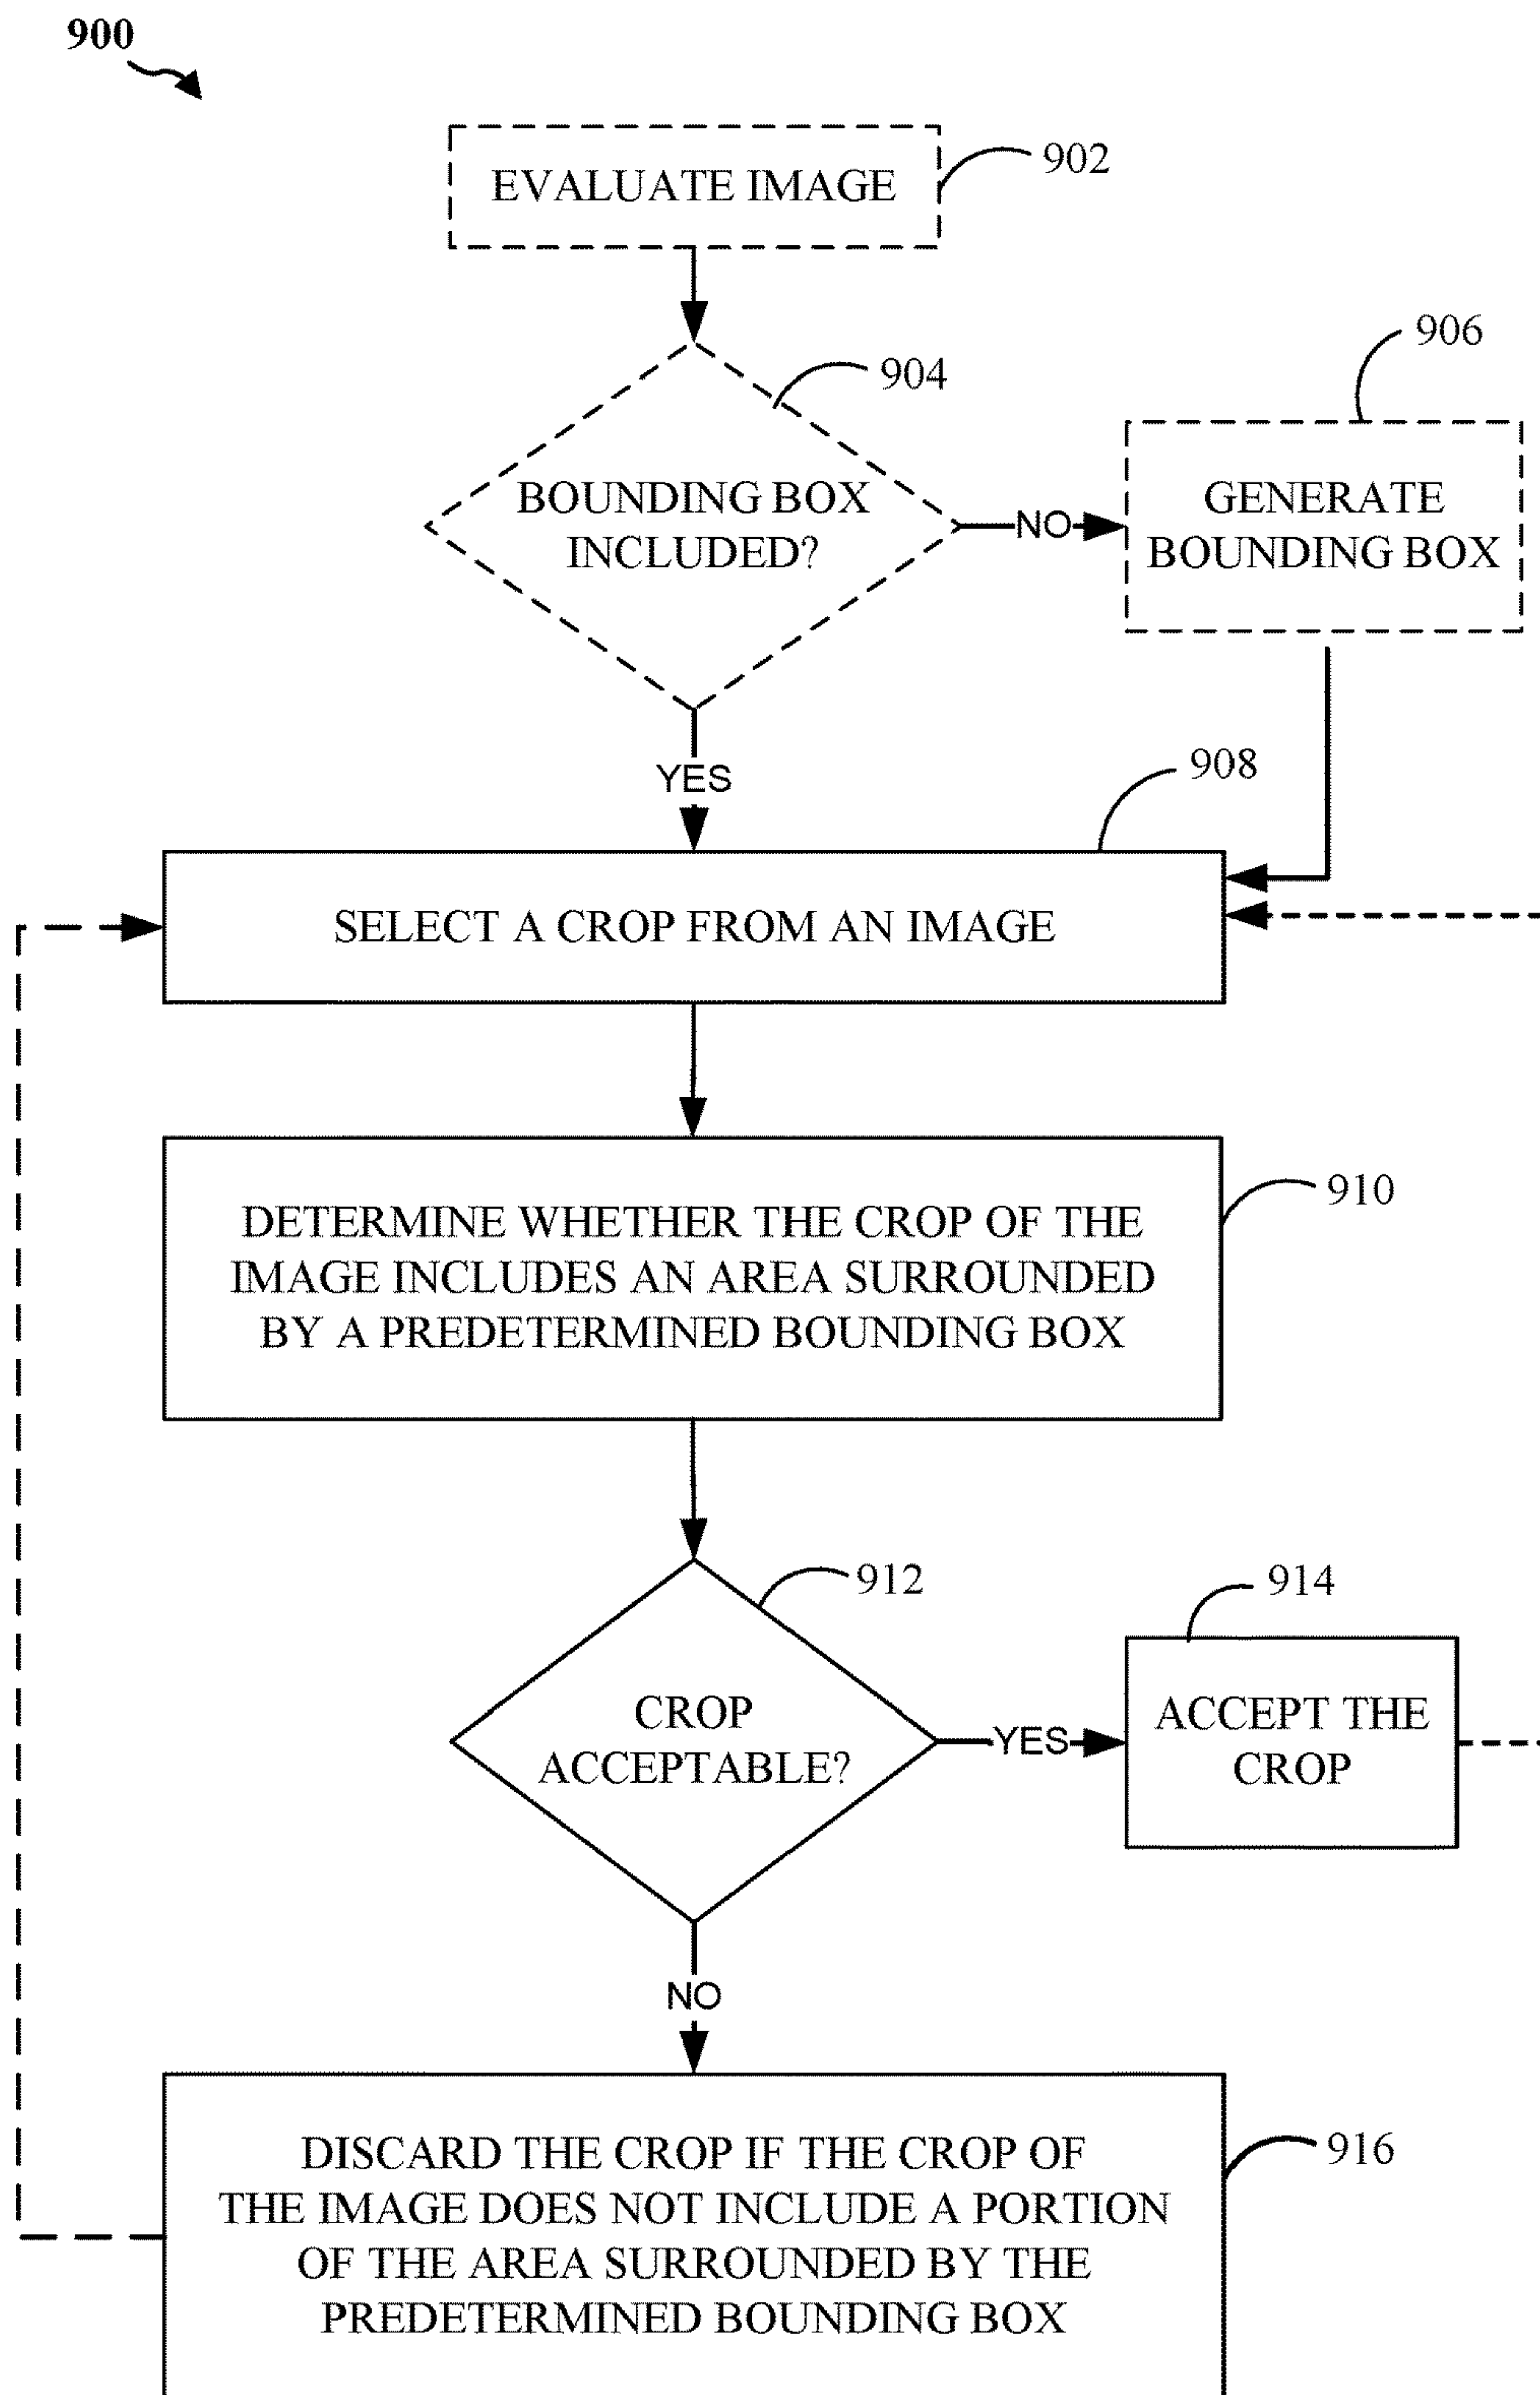 900
EVALUATE IMAGE
902
904
906
BOUNDING BOX
INCLUDED?
NO
GENERATE
BOUNDING BOX
YES
908
SELECT A CROP FROM AN IMAGE
910
DETERMINE WHETHER THE CROP OF THE
IMAGE INCLUDES AN AREA SURROUNDED
BY A PREDETERMINED BOUNDING BOX
912
914
CROP
ACCEPTABLE?
YES
ACCEPT THE
CROP
NO
916
DISCARD THE CROP IF THE CROP OF
THE IMAGE DOES NOT INCLUDE A PORTION
OF THE AREA SURROUNDED BY THE
PREDETERMINED BOUNDING BOX